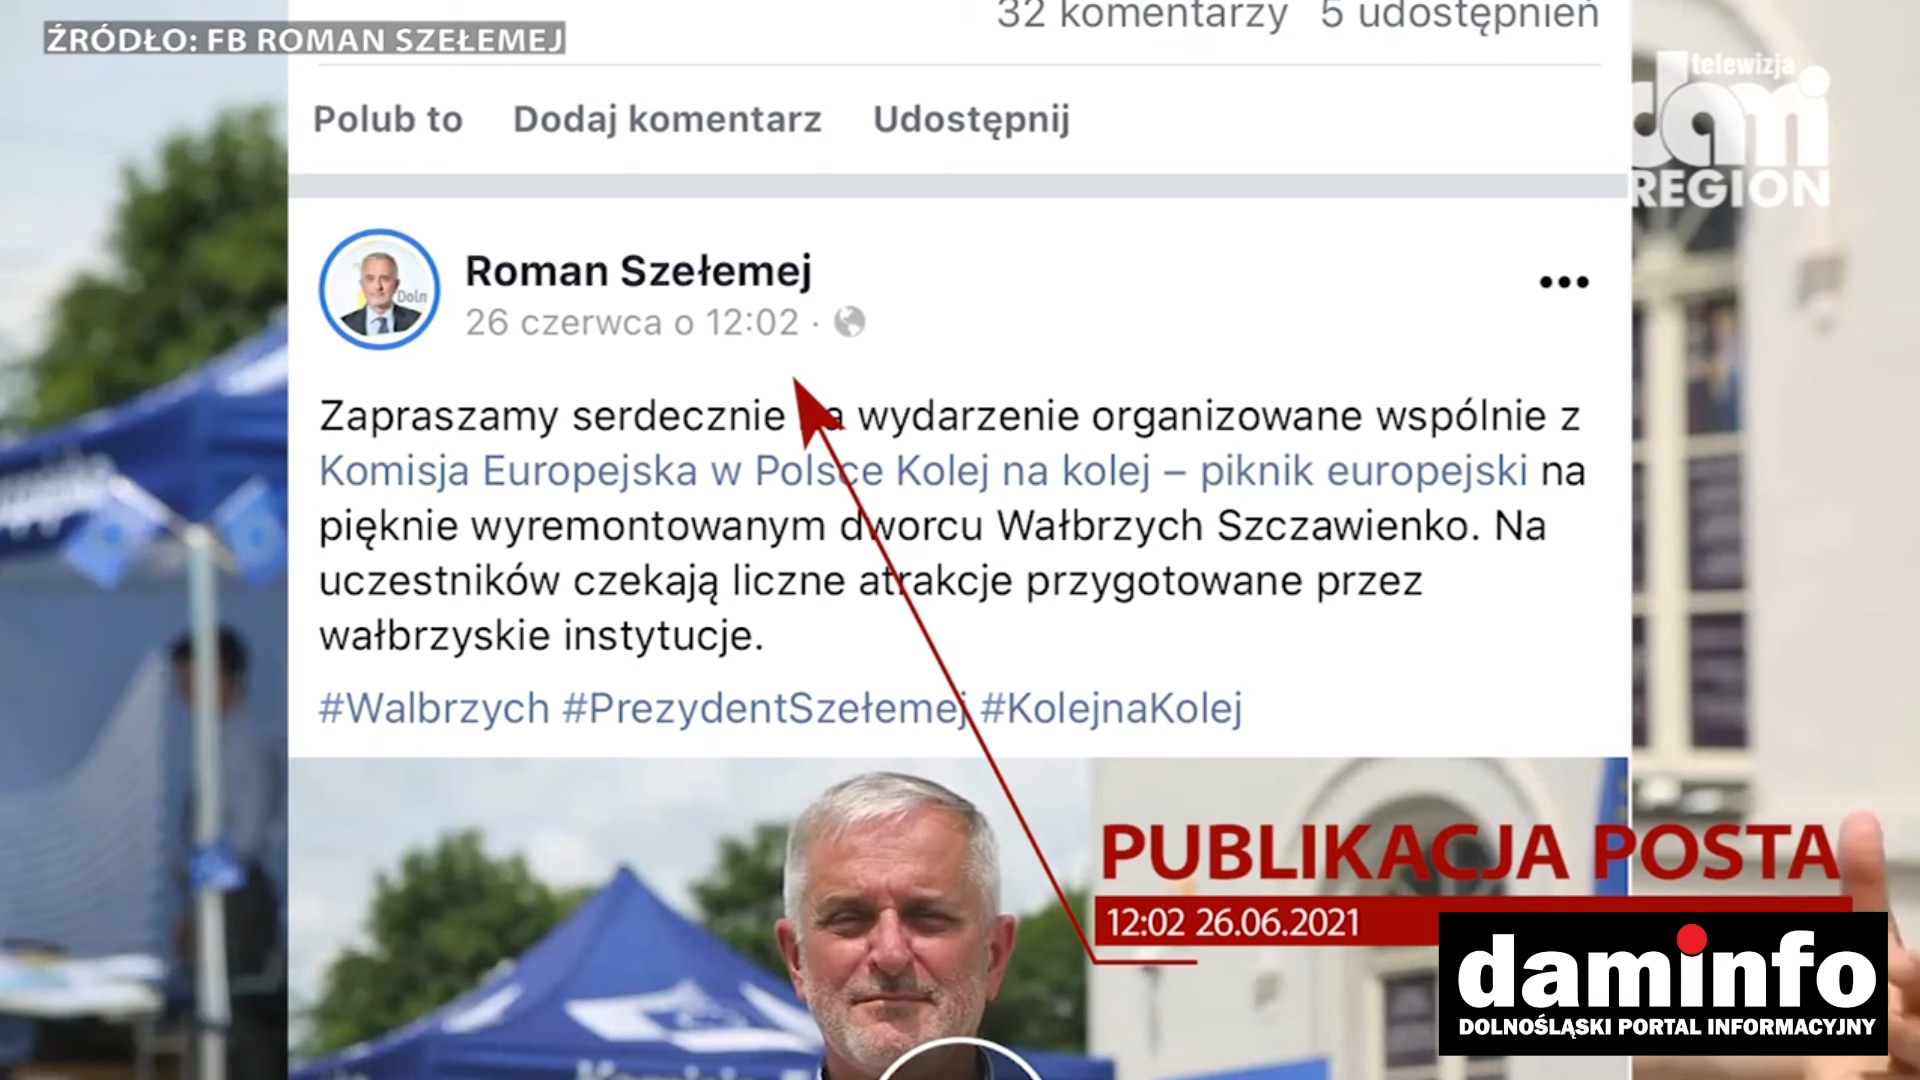 ŹRÓDŁO: FB ROMAN SZEŁEMEJ
32 komentarzy 5 udostępnień
telewizja
dami
REGION
Polub to Dodaj komentarz Udostępnij
Roman Szełemej
26 czerwca o 12:02 ·
Zapraszamy serdecznie na wydarzenie organizowane wspólnie z
Komisja Europejska w Polsce Kolej na kolej – piknik europejski na
pięknie wyremontowanym dworcu Wałbrzych Szczawienko. Na
uczestników czekają liczne atrakcje przygotowane przez
wałbrzyskie instytucje.
#Walbrzych #PrezydentSzełemej #KolejnaKolej
PUBLIKACJA POSTA
12:02 26.06.2021
daminfo
DOLNOŚLĄSKI PORTAL INFORMACYJNY